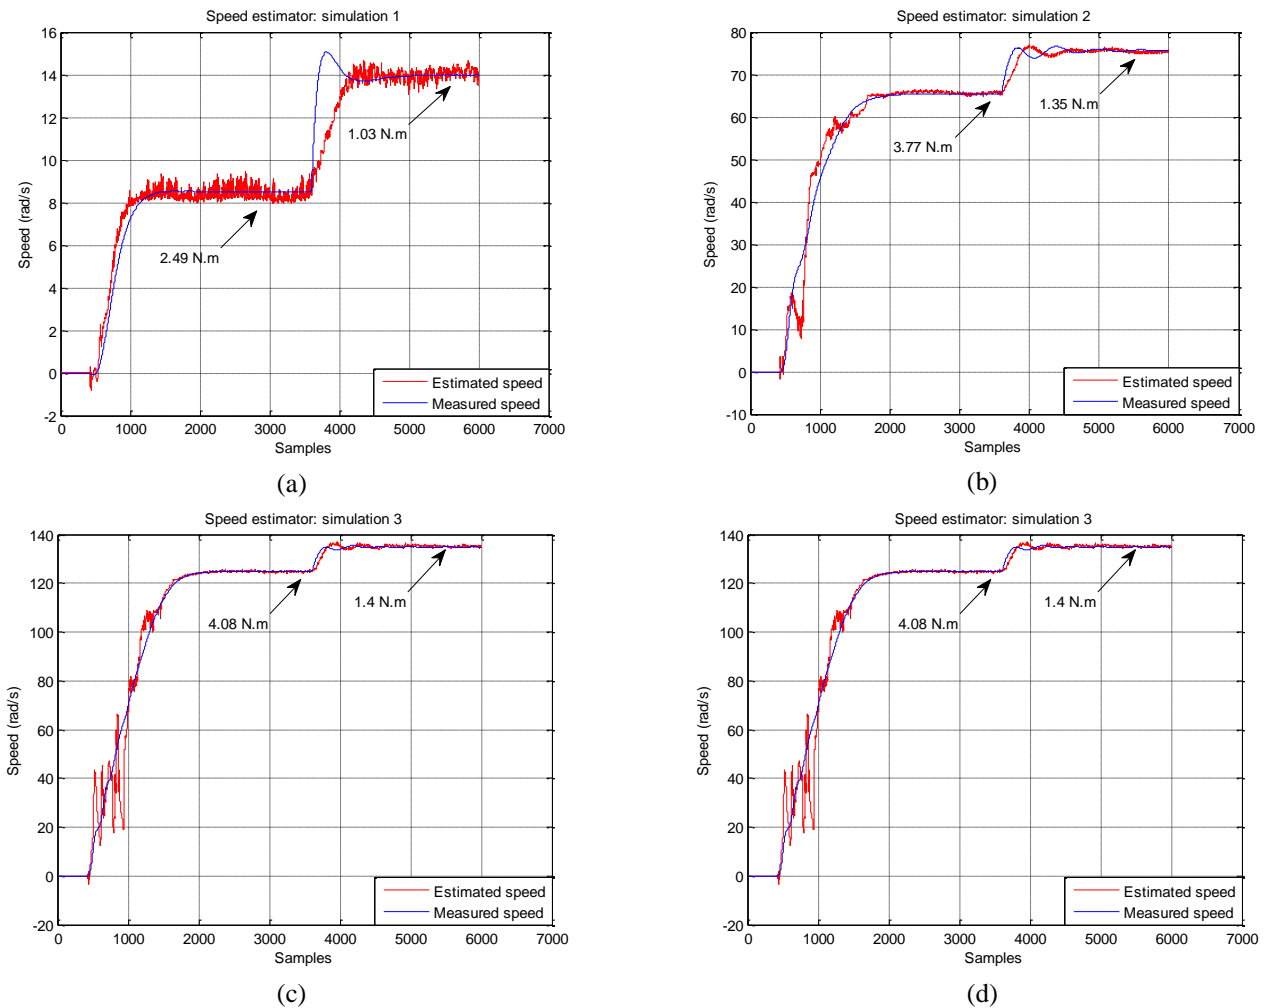 Speed estimator: simulation 1
16
14
12
10
8
6
4
2
0
-2
Speed (rad/s)
1.03 N.m
2.49 N.m
Estimated speed
Measured speed
0 1000 2000 3000 4000 5000 6000 7000
Samples
(a)
Speed estimator: simulation 2
80
70
60
50
40
30
20
10
0
-10
Speed (rad/s)
1.35 N.m
3.77 N.m
Estimated speed
Measured speed
0 1000 2000 3000 4000 5000 6000 7000
Samples
(b)
Speed estimator: simulation 3
140
120
100
80
60
40
20
0
-20
Speed (rad/s)
1.4 N.m
4.08 N.m
Estimated speed
Measured speed
0 1000 2000 3000 4000 5000 6000 7000
Samples
(c)
Speed estimator: simulation 3
140
120
100
80
60
40
20
0
-20
Speed (rad/s)
1.4 N.m
4.08 N.m
Estimated speed
Measured speed
0 1000 2000 3000 4000 5000 6000 7000
Samples
(d)